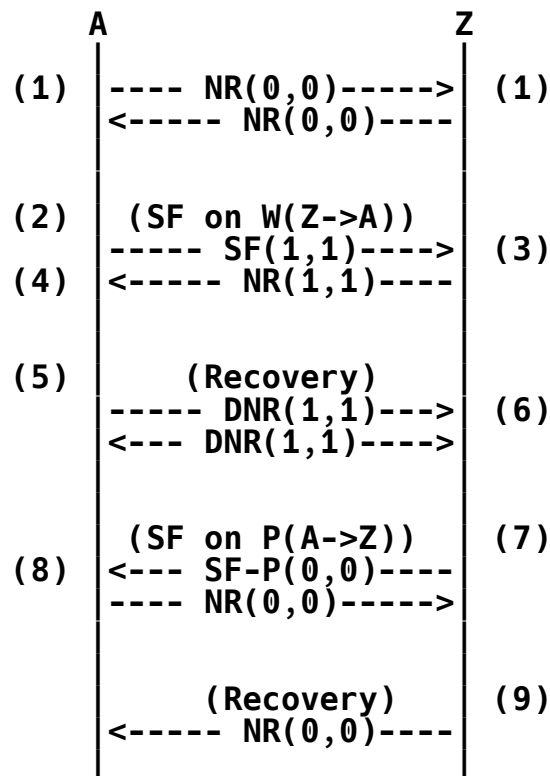 A Z
(1) ---- NR(0,0)-----> (1)
<----- NR(0,0)----
(2) (SF on W(Z->A))
----- SF(1,1)----> (3)
(4) <----- NR(1,1)----
(5) (Recovery)
----- DNR(1,1)---> (6)
<--- DNR(1,1)---->
(SF on P(A->Z)) (7)
(8) <--- SF-P(0,0)----
---- NR(0,0)----->
(Recovery) (9)
<----- NR(0,0)----